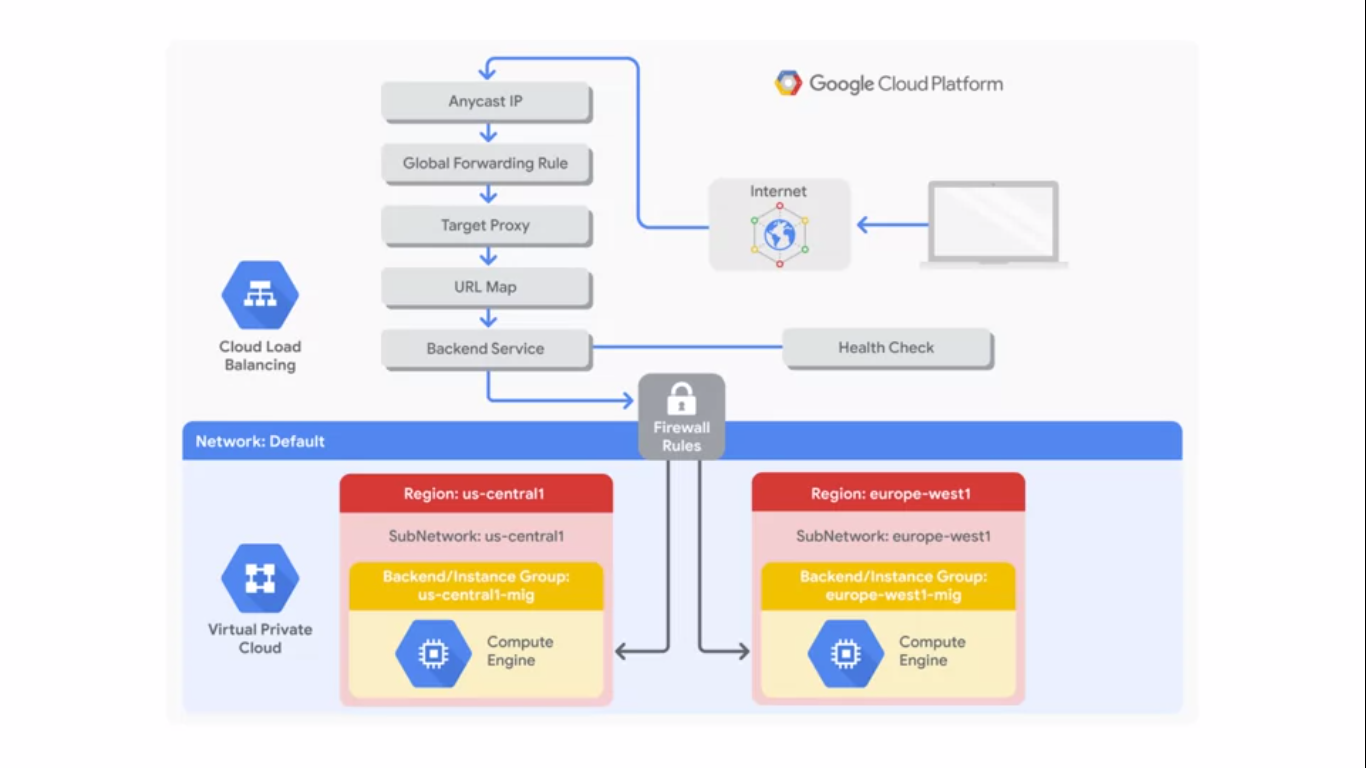 Google Cloud Platform
Anycast IP
Global Forwarding Rule
Internet
Target Proxy
URL Map
Cloud Load
Balancing
Backend Service
Health Check
Firewall
Rules
Network: Default
Region: us-central1
SubNetwork: us-central1
Backend/Instance Group:
us-central1-mig
Compute
Engine
Region: europe-west1
SubNetwork: europe-west1
Backend/Instance Group:
europe-west1-mig
Compute
Engine
Virtual Private
Cloud